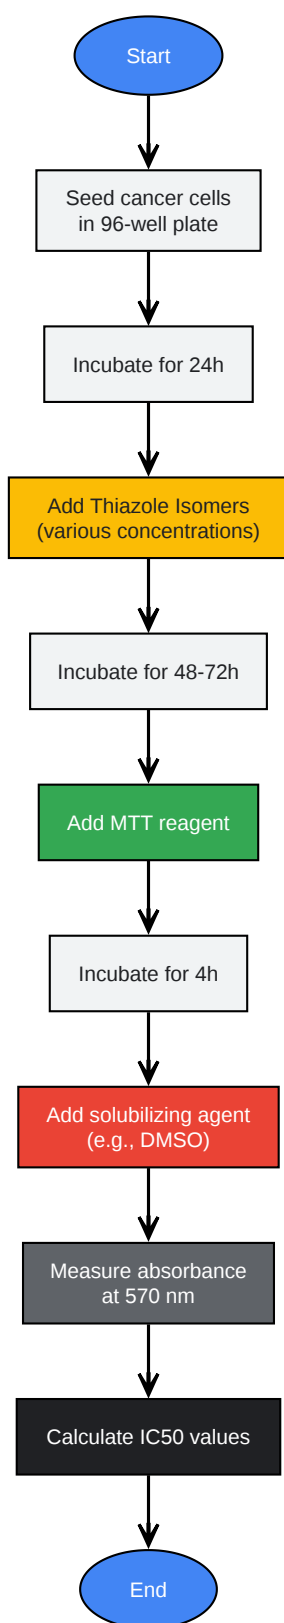 Start
Seed cancer cells
in 96-well plate
Incubate for 24h
Add Thiazole Isomers
(various concentrations)
Incubate for 48-72h
Add MTT reagent
Incubate for 4h
Add solubilizing agent
(e.g., DMSO)
Measure absorbance
at 570 nm
Calculate IC50 values
End